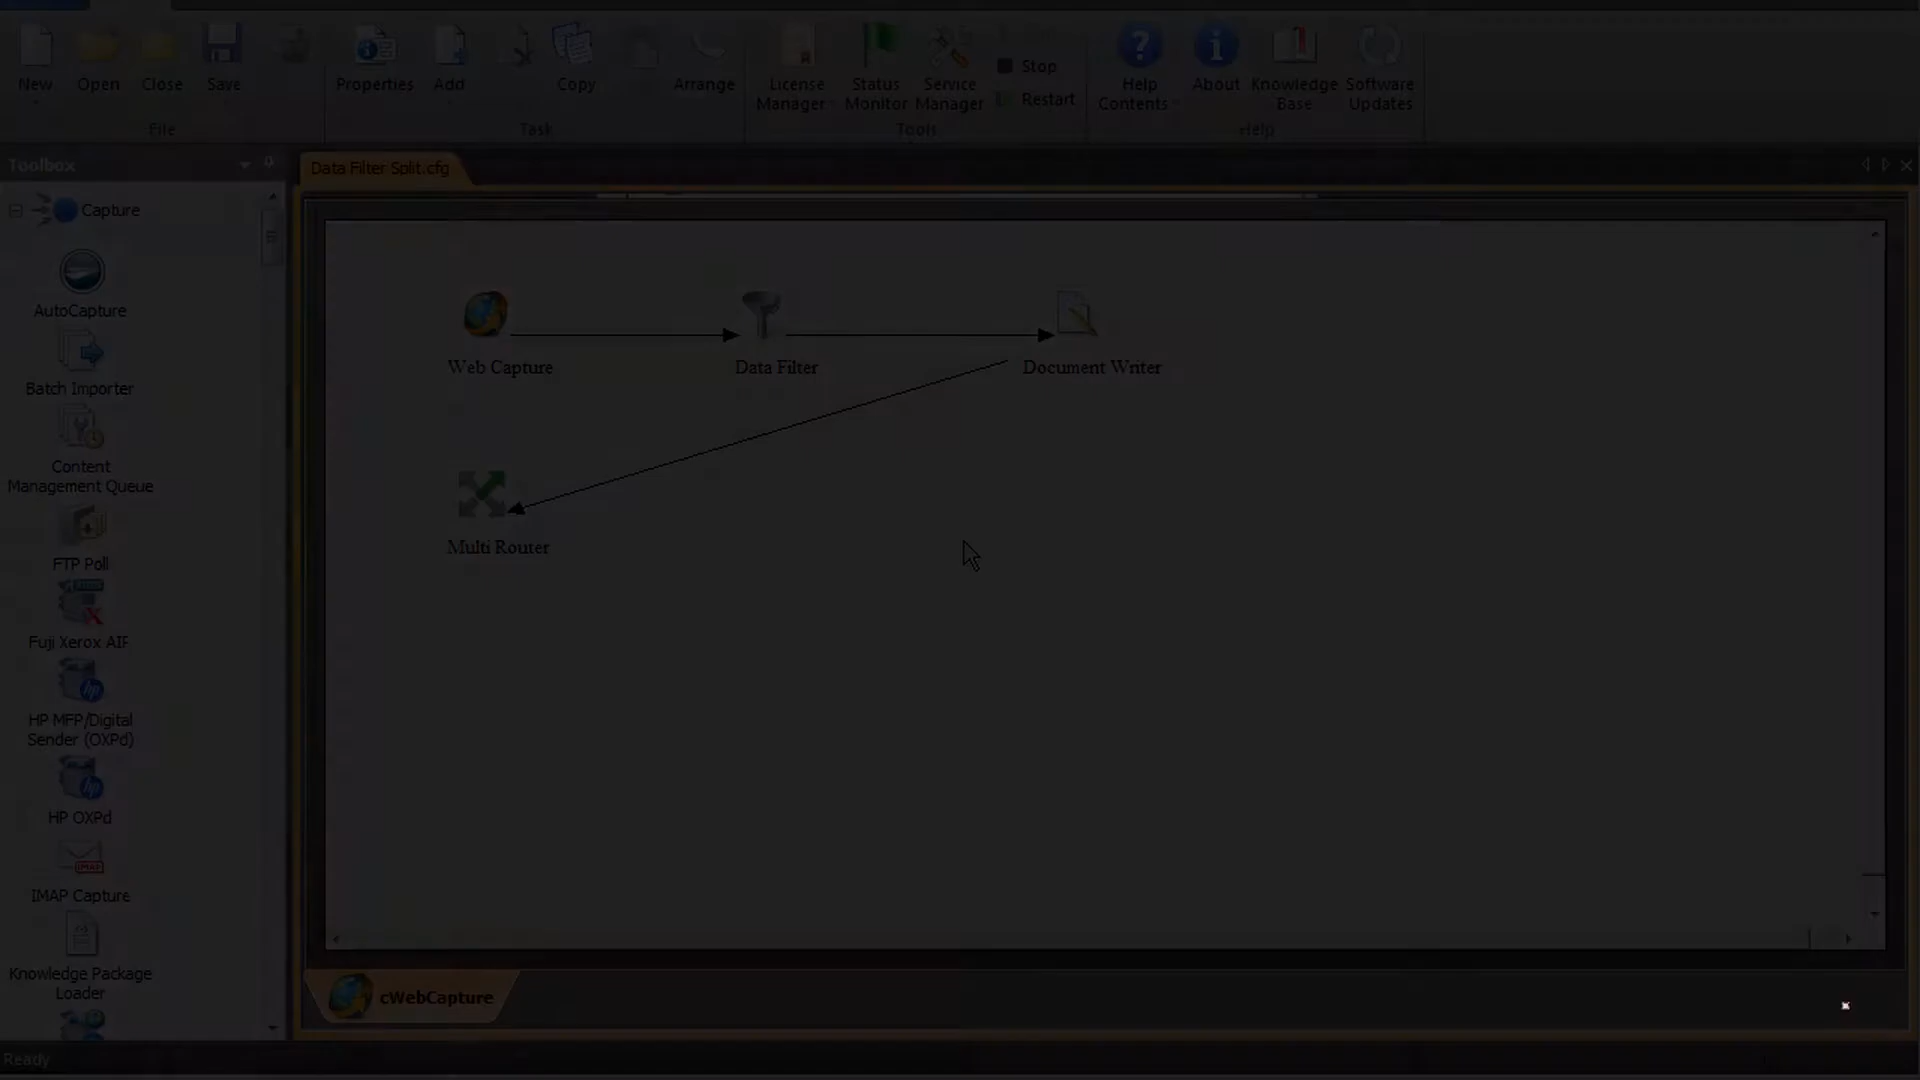 New
Open
Close
Save
Properties
Add
Copy
Arrange
License
Manager
Status
Monitor
Service
Manager
Stop
Restart
Help
Contents
About
Knowledge
Base
Software
Updates
File
Task
Tools
Help
Toolbox
Data Filter Split.cfg
Capture
AutoCapture
Batch Importer
Content
Management Queue
FTP Poll
Fuji Xerox AIP
HP MFP/Digital
Sender (OXPd)
HP OXPd
IMAP
IMAP Capture
Knowledge Package
Loader
Web Capture
Data Filter
Document Writer
Multi Router
cWebCapture
Ready